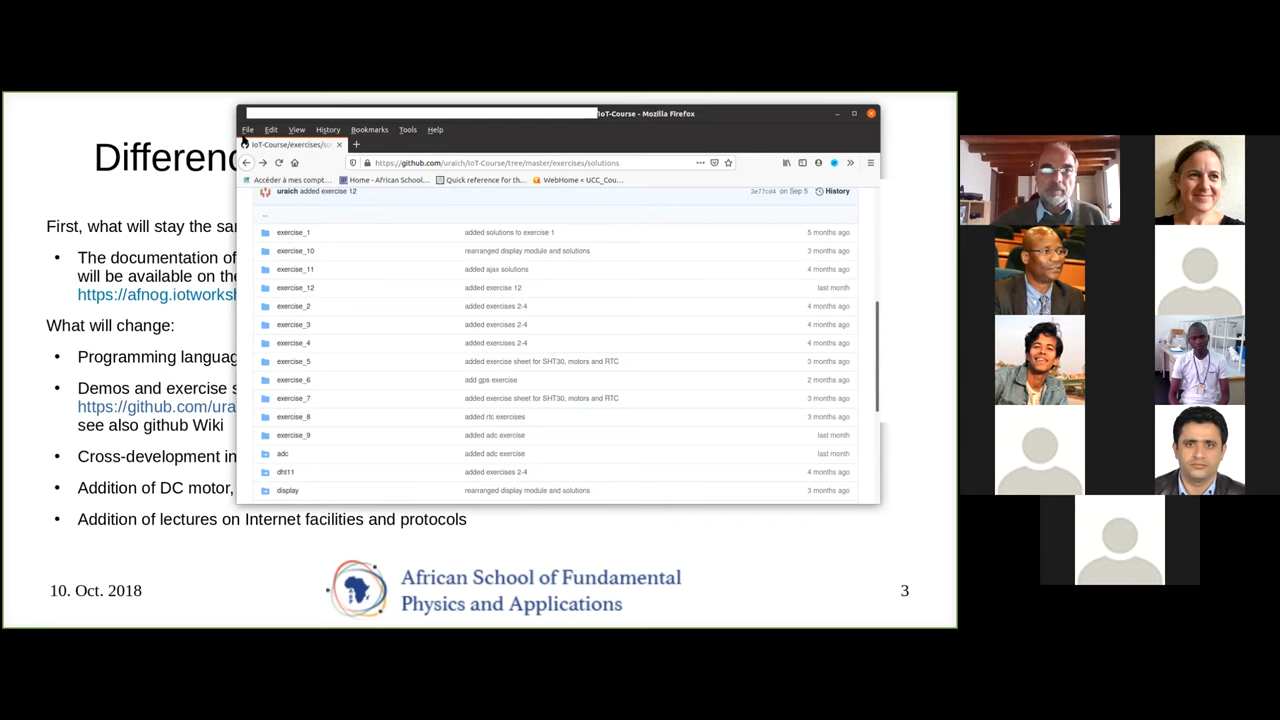 Differenc
First, what will stay the sa
• The documentation of
will be available on the
https://afnog.iotworksh
What will change:
• Programming languag
• Demos and exercise s
https://github.com/ura
see also github Wiki
• Cross-development in
• Addition of DC motor,
• Addition of lectures on Internet facilities and protocols
10. Oct. 2018
African School of Fundamental
Physics and Applications
3
IoT-Course - Mozilla Firefox
File Edit View History Bookmarks Tools Help
IoT-Course/exercises/so
https://github.com/uraich/IoT-Course/tree/master/exercises/solutions
Accéder à mes compt... Home - African School... Quick reference for th... WebHome < UCC_Cou...
uraich added exercise 12 3e77cd4 on Sep 5 History
..
exercise_1 added solutions to exercise 1 5 months ago
exercise_10 rearranged display module and solutions 3 months ago
exercise_11 added ajax solutions 4 months ago
exercise_12 added exercise 12 last month
exercise_2 added exercises 2-4 4 months ago
exercise_3 added exercises 2-4 4 months ago
exercise_4 added exercises 2-4 4 months ago
exercise_5 added exercise sheet for SHT30, motors and RTC 3 months ago
exercise_6 add gps exercise 2 months ago
exercise_7 added exercise sheet for SHT30, motors and RTC 3 months ago
exercise_8 added rtc exercises 3 months ago
exercise_9 added adc exercise last month
adc added adc exercise last month
dht11 added exercises 2-4 4 months ago
display rearranged display module and solutions 3 months ago